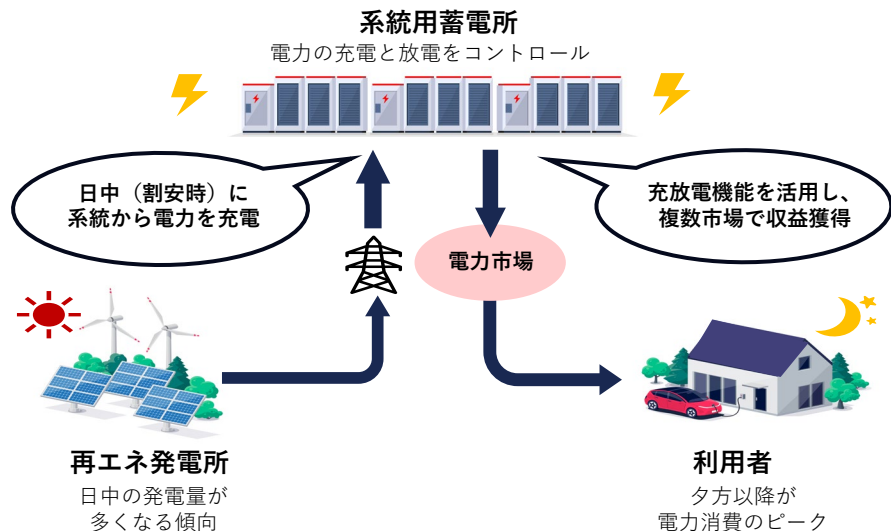 系統用蓄電所
電力の充電と放電をコントロール
日中（割安時）に
系統から電力を充電
充放電機能を活用し、
複数市場で収益獲得
電力市場
再エネ発電所
日中の発電量が
多くなる傾向
利用者
夕方以降が
電力消費のピーク